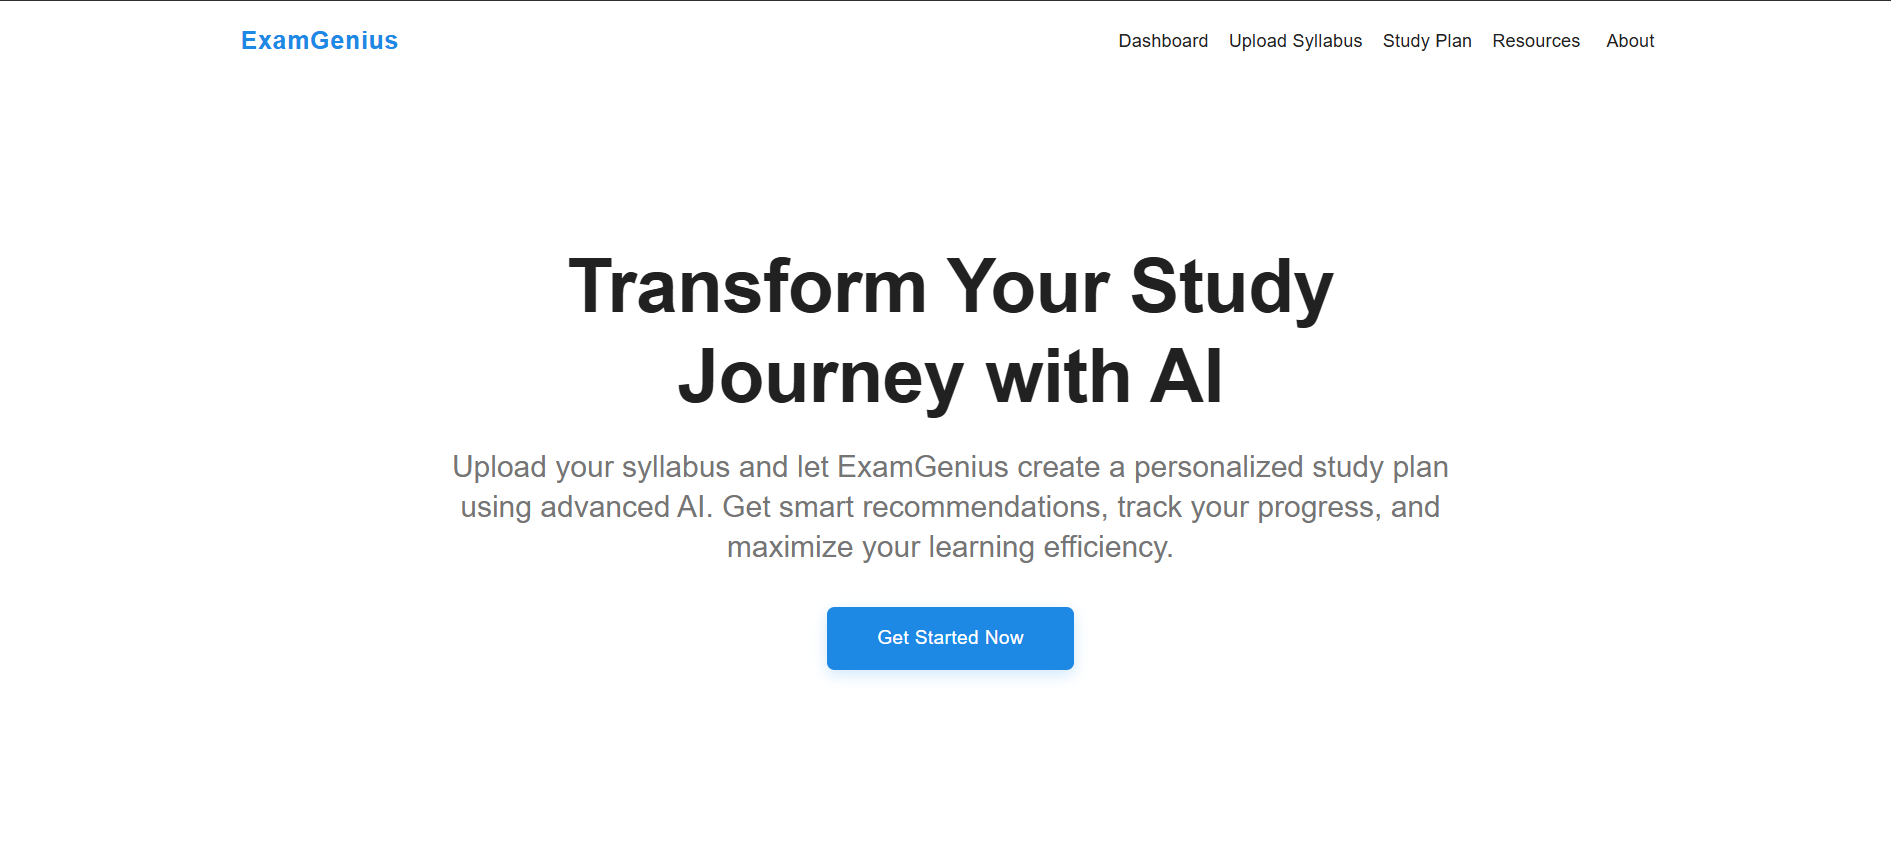 ExamGenius
Dashboard Upload Syllabus Study Plan Resources About
Transform Your Study
Journey with AI
Upload your syllabus and let ExamGenius create a personalized study plan
using advanced AI. Get smart recommendations, track your progress, and
maximize your learning efficiency.
Get Started Now